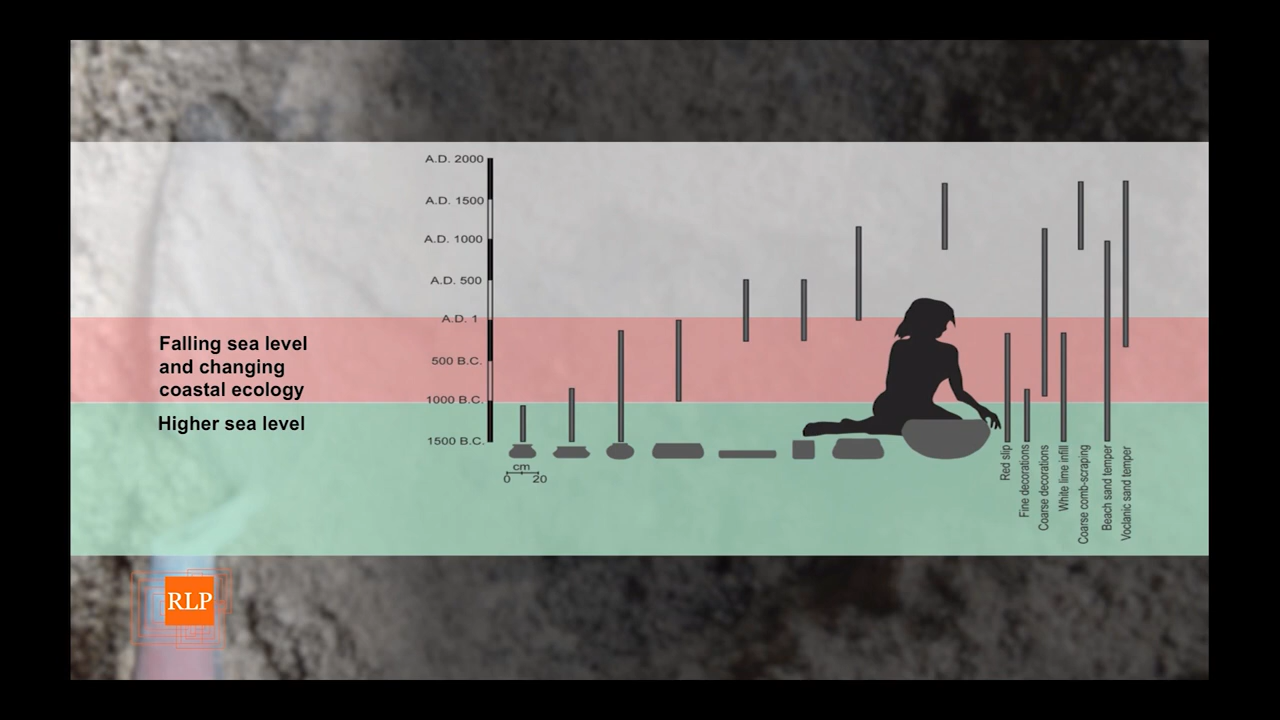 A.D. 2000
A.D. 1500
A.D. 1000
A.D. 500
A.D. 1
500 B.C.
1000 B.C.
1500 B.C.
Falling sea level
and changing
coastal ecology
Higher sea level
cm
0 20
Red slip
Fine decorations
Coarse decorations
White lime infill
Coarse comb-scraping
Beach sand temper
Voclanic sand temper
RLP